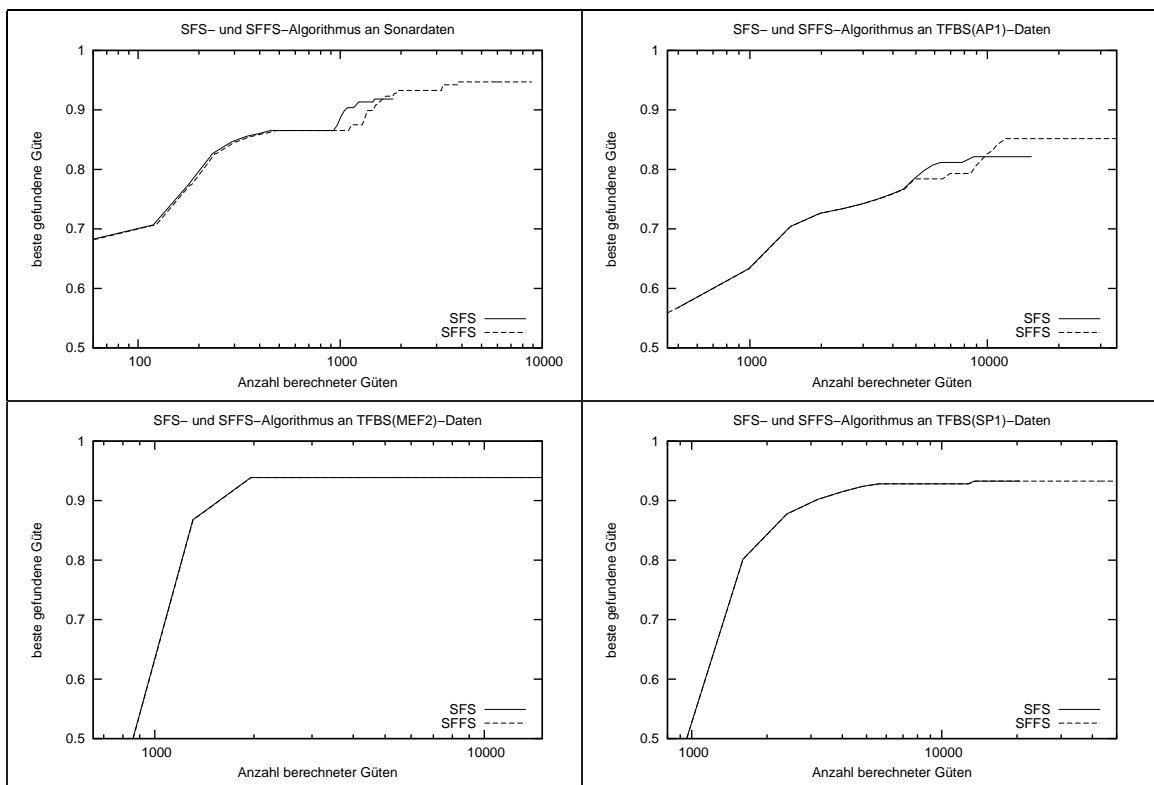 SFS− und SFFS−Algorithmus an Sonardaten
1
0.9
0.8
0.7
0.6
0.5
beste gefundene Güte
SFS
SFFS
100
1000
10000
Anzahl berechneter Güten
SFS− und SFFS−Algorithmus an TFBS(AP1)−Daten
1
0.9
0.8
0.7
0.6
0.5
beste gefundene Güte
SFS
SFFS
1000
10000
Anzahl berechneter Güten
SFS− und SFFS−Algorithmus an TFBS(MEF2)−Daten
1
0.9
0.8
0.7
0.6
0.5
beste gefundene Güte
SFS
SFFS
1000
10000
Anzahl berechneter Güten
SFS− und SFFS−Algorithmus an TFBS(SP1)−Daten
1
0.9
0.8
0.7
0.6
0.5
beste gefundene Güte
SFS
SFFS
1000
10000
Anzahl berechneter Güten